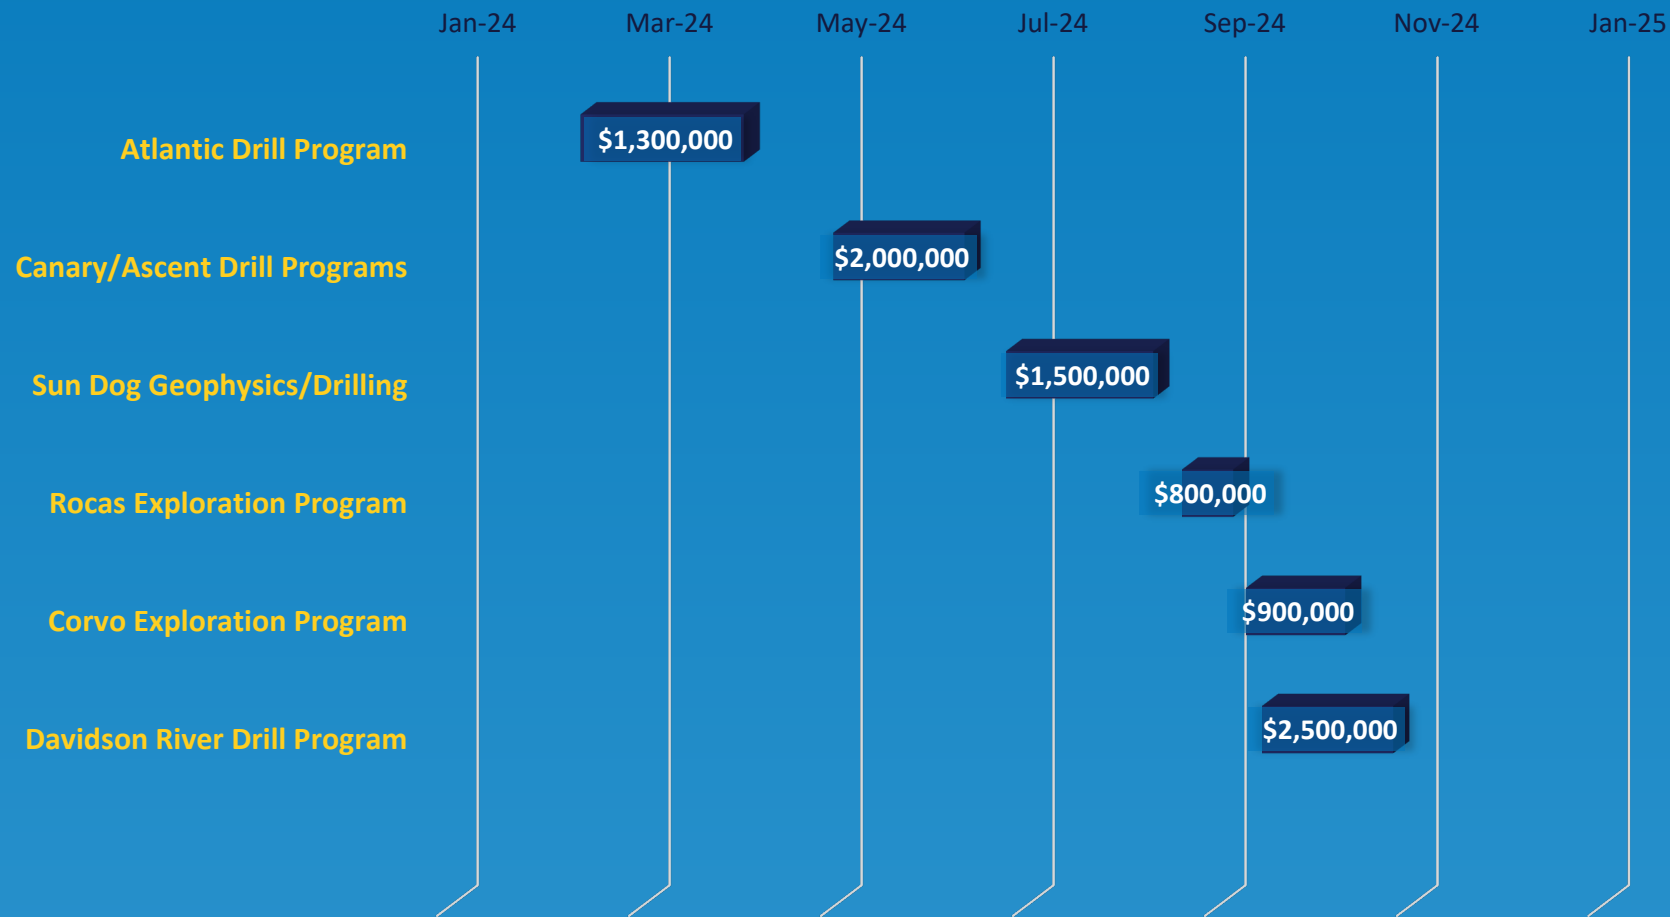 Jan-24 Mar-24 May-24 Jul-24 Sep-24 Nov-24 Jan-25
Atlantic Drill Program $1,300,000
Canary/Ascent Drill Programs $2,000,000
Sun Dog Geophysics/Drilling $1,500,000
Rocas Exploration Program $800,000
Corvo Exploration Program $900,000
Davidson River Drill Program $2,500,000